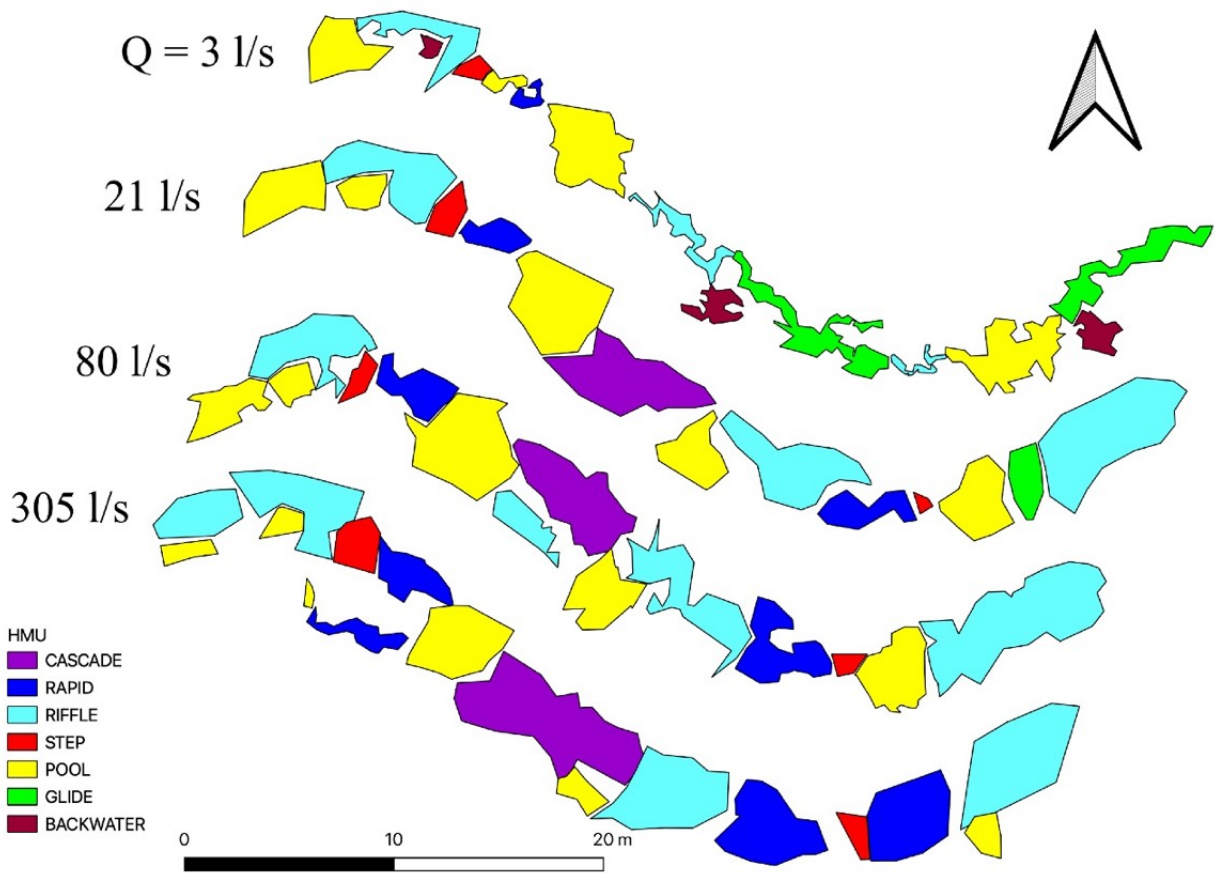 Q = 3 l/s
21 l/s
80 l/s
305 l/s
HMU
CASCADE
RAPID
RIFFLE
STEP
POOL
GLIDE
BACKWATER
0 10 20 m